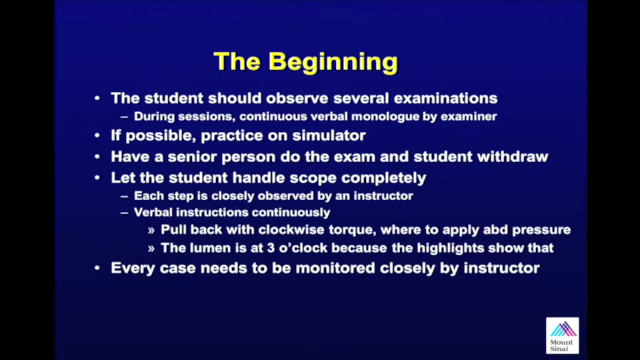 The Beginning
• The student should observe several examinations
– During sessions, continuous verbal monologue by examiner
• If possible, practice on simulator
• Have a senior person do the exam and student withdraw
• Let the student handle scope completely
– Each step is closely observed by an instructor
– Verbal instructions continuously
» Pull back with clockwise torque, where to apply abd pressure
» The lumen is at 3 o’clock because the highlights show that
• Every case needs to be monitored closely by instructor
Mount
Sinai